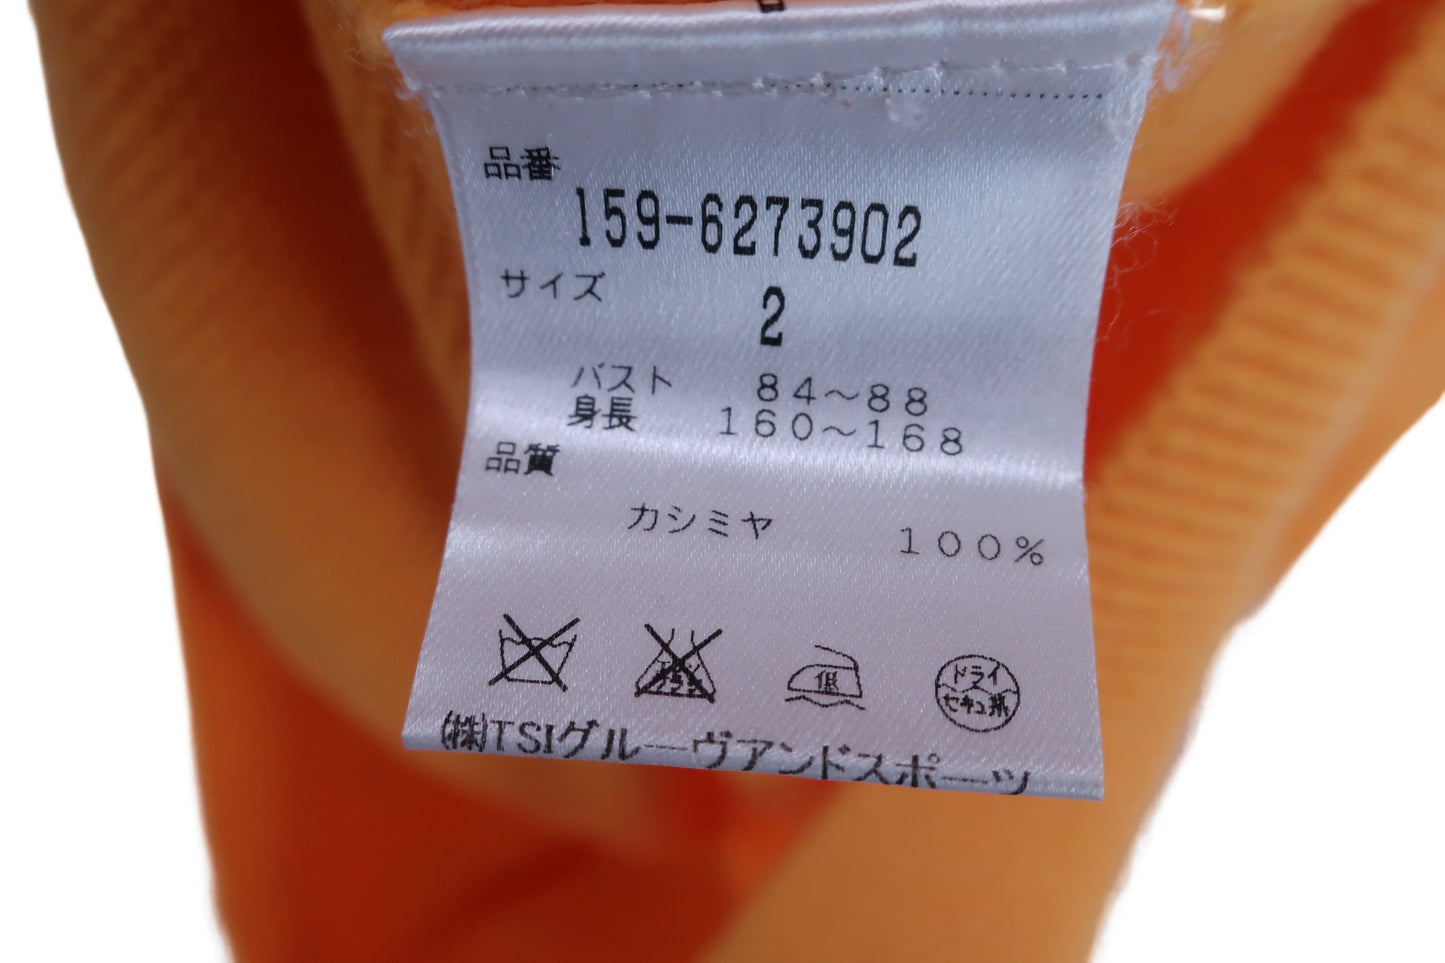 品番
159-6273902
サイズ
2
バスト 84～88
身長 160～168
品質
カシミヤ 100%
低
ドライ
セキユ系
(株)TSIグルーヴアンドスポーツ